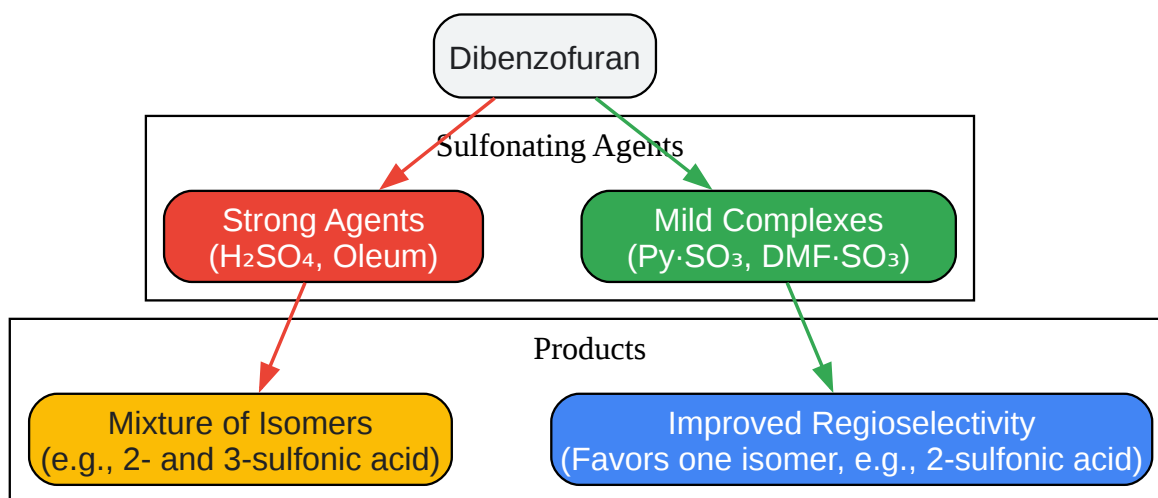 Dibenzofuran
Sulfonating Agents
Strong Agents
(H₂SO₄, Oleum)
Mild Complexes
(Py·SO₃, DMF·SO₃)
Products
Mixture of Isomers
(e.g., 2- and 3-sulfonic acid)
Improved Regioselectivity
(Favors one isomer, e.g., 2-sulfonic acid)